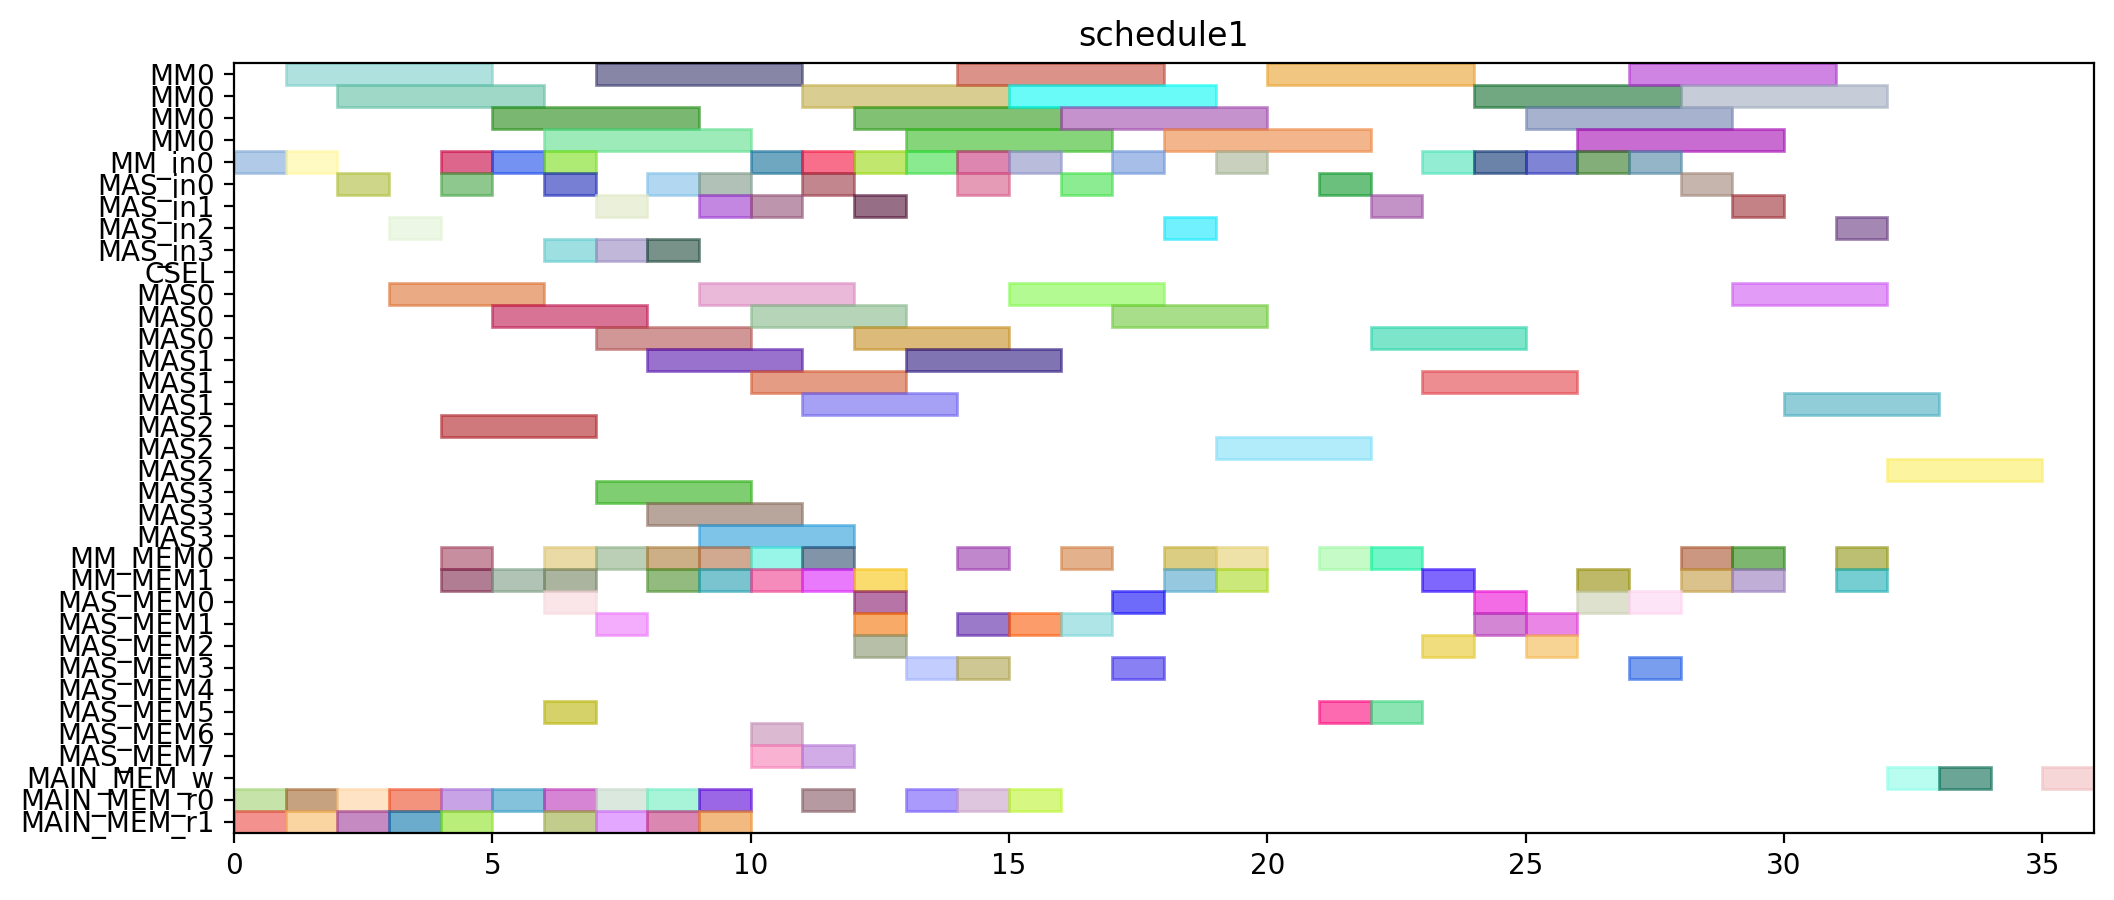 schedule1
MM0
MM0
MM0
MM0
MM_in0
MAS_in0
MAS_in1
MAS_in2
MAS_in3
CSEL
MAS0
MAS0
MAS0
MAS1
MAS1
MAS1
MAS2
MAS2
MAS2
MAS3
MAS3
MAS3
MM_MEM0
MM_MEM1
MAS_MEM0
MAS_MEM1
MAS_MEM2
MAS_MEM3
MAS_MEM4
MAS_MEM5
MAS_MEM6
MAS_MEM7
MAIN_MEM_w
MAIN_MEM_r0
MAIN_MEM_r1
0 5 10 15 20 25 30 35